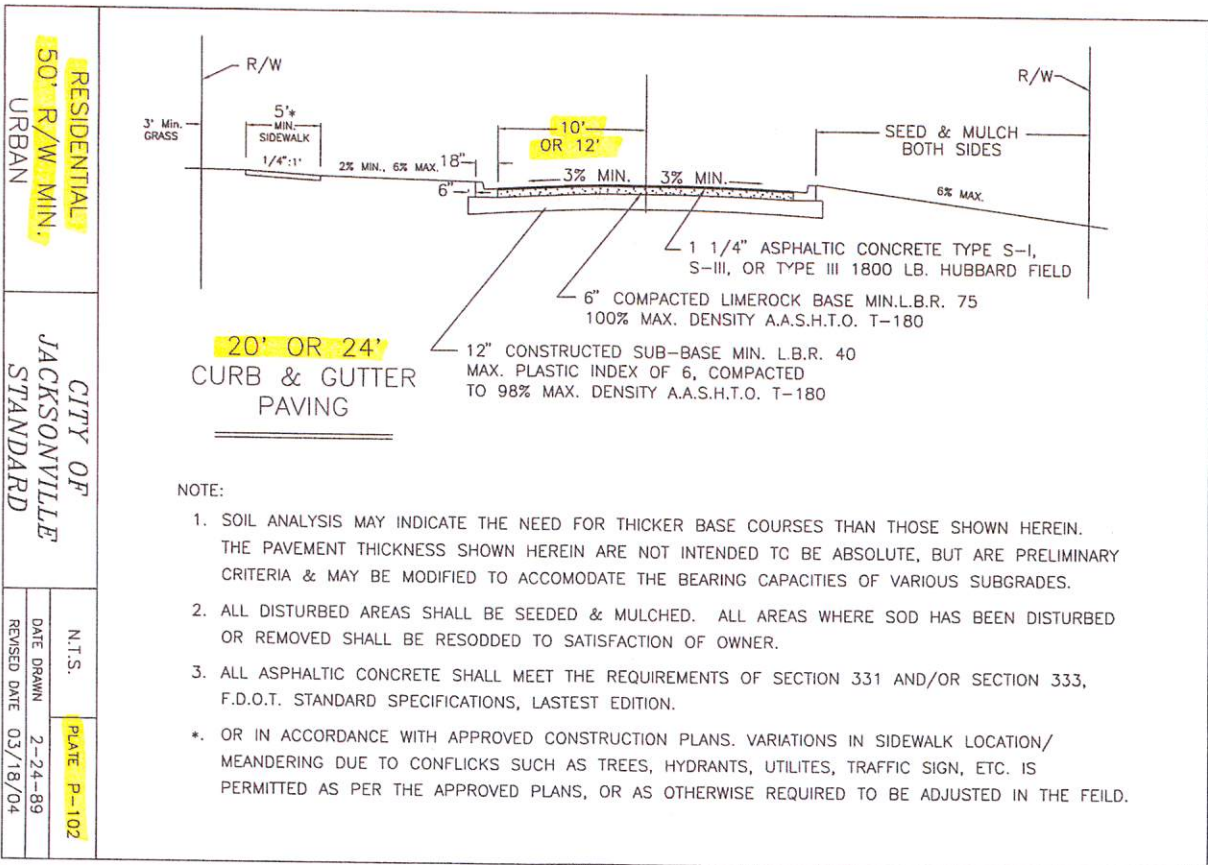 R/W
R/W
3' Min.
GRASS
5'*
MIN.
SIDEWALK
1/4":1'
2% MIN., 6% MAX.
18"
6"
10'
OR 12'
3% MIN.
3% MIN.
SEED & MULCH
BOTH SIDES
6% MAX.
1 1/4" ASPHALTIC CONCRETE TYPE S-I,
S-III, OR TYPE III 1800 LB. HUBBARD FIELD
6" COMPACTED LIMEROCK BASE MIN.L.B.R. 75
100% MAX. DENSITY A.A.S.H.T.O. T-180
12" CONSTRUCTED SUB-BASE MIN. L.B.R. 40
MAX. PLASTIC INDEX OF 6, COMPACTED
TO 98% MAX. DENSITY A.A.S.H.T.O. T-180
20' OR 24'
CURB & GUTTER
PAVING
NOTE:
1. SOIL ANALYSIS MAY INDICATE THE NEED FOR THICKER BASE COURSES THAN THOSE SHOWN HEREIN.
THE PAVEMENT THICKNESS SHOWN HEREIN ARE NOT INTENDED TC BE ABSOLUTE, BUT ARE PRELIMINARY
CRITERIA & MAY BE MODIFIED TO ACCOMODATE THE BEARING CAPACITIES OF VARIOUS SUBGRADES.
2. ALL DISTURBED AREAS SHALL BE SEEDED & MULCHED. ALL AREAS WHERE SOD HAS BEEN DISTURBED
OR REMOVED SHALL BE RESODDED TO SATISFACTION OF OWNER.
3. ALL ASPHALTIC CONCRETE SHALL MEET THE REQUIREMENTS OF SECTION 331 AND/OR SECTION 333,
F.D.O.T. STANDARD SPECIFICATIONS, LASTEST EDITION.
*. OR IN ACCORDANCE WITH APPROVED CONSTRUCTION PLANS. VARIATIONS IN SIDEWALK LOCATION/
MEANDERING DUE TO CONFLICKS SUCH AS TREES, HYDRANTS, UTILITES, TRAFFIC SIGN, ETC. IS
PERMITTED AS PER THE APPROVED PLANS, OR AS OTHERWISE REQUIRED TO BE ADJUSTED IN THE FEILD.
RESIDENTIAL
50' R/W MIN.
URBAN
CITY OF
JACKSONVILLE
STANDARD
N.T.S.
PLATE P-102
DATE DRAWN 2-24-89
REVISED DATE 03/18/04